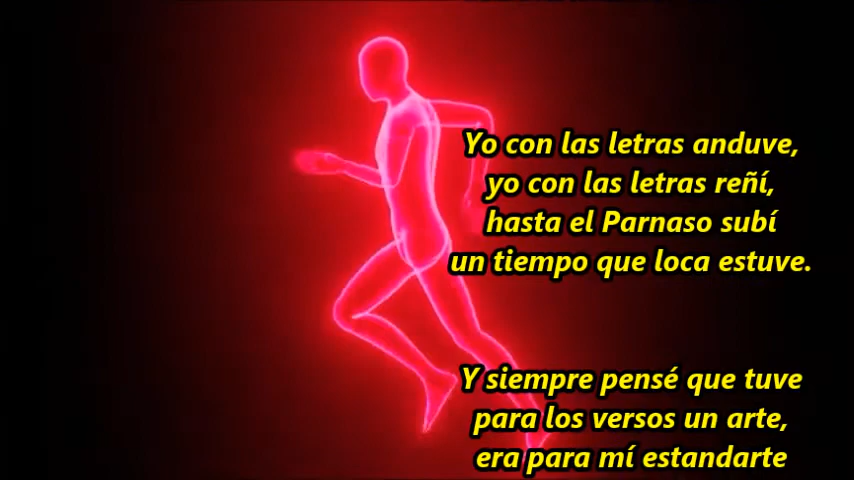 Yo con las letras anduve,
yo con las letras reñí,
hasta el Parnaso subí
un tiempo que loca estuve.
Y siempre pensé que tuve
para los versos un arte,
era para mí estandarte